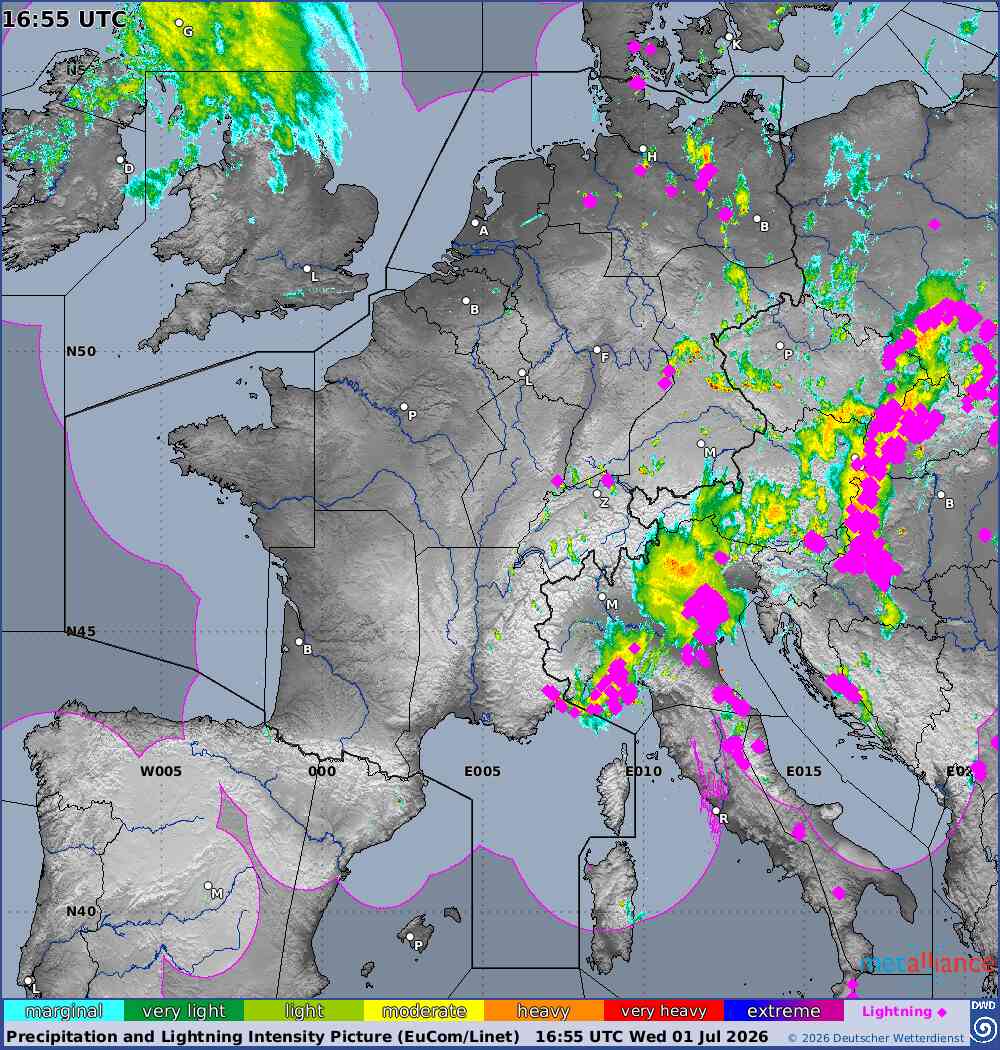 16:55 UTC
G
K
N55
D
H
A
B
L
B
N50
P
F
L
P
M
Z
B
M
N45
B
W005
000
E005
E010
E015
E02
R
M
N40
P
L
metalliance
marginal
very light
light
moderate
heavy
very heavy
extreme
Lightning
DWD
Precipitation and Lightning Intensity Picture (EuCom/Linet) 16:55 UTC Wed 01 Jul 2026 © 2026 Deutscher Wetterdienst